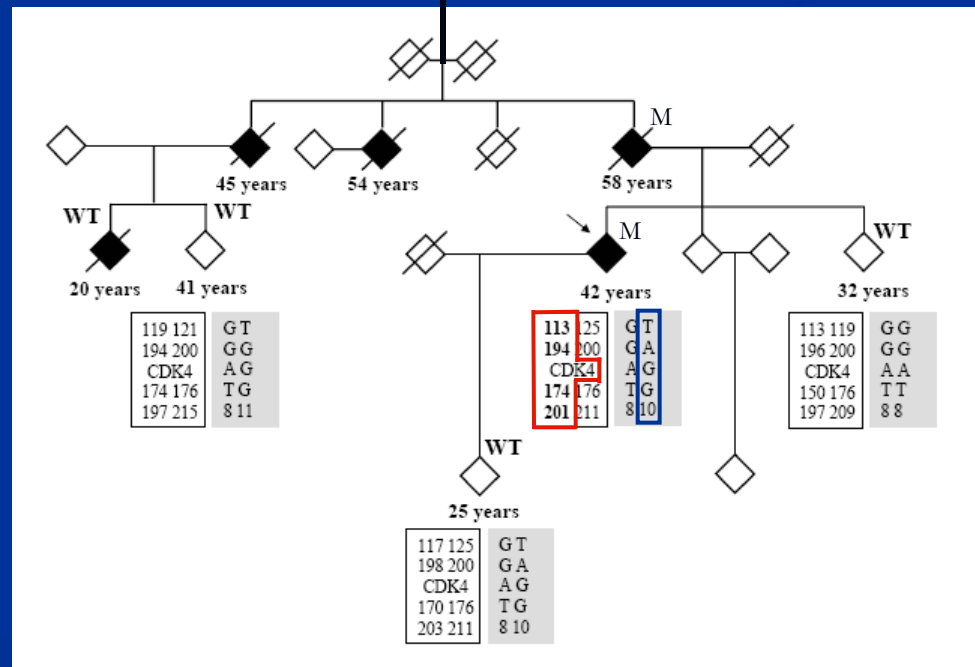 M
45 years
54 years
58 years
WT
WT
M
WT
20 years
41 years
42 years
32 years
119 121 G T
194 200 G G
CDK4 A G
174 176 T G
197 215 8 11
113 125 G T
194 200 G A
CDK4 A G
174 176 T G
201 211 8 10
113 119 G G
196 200 G G
CDK4 A A
150 176 T T
197 209 8 8
WT
25 years
117 125 G T
198 200 G A
CDK4 A G
170 176 T G
203 211 8 10